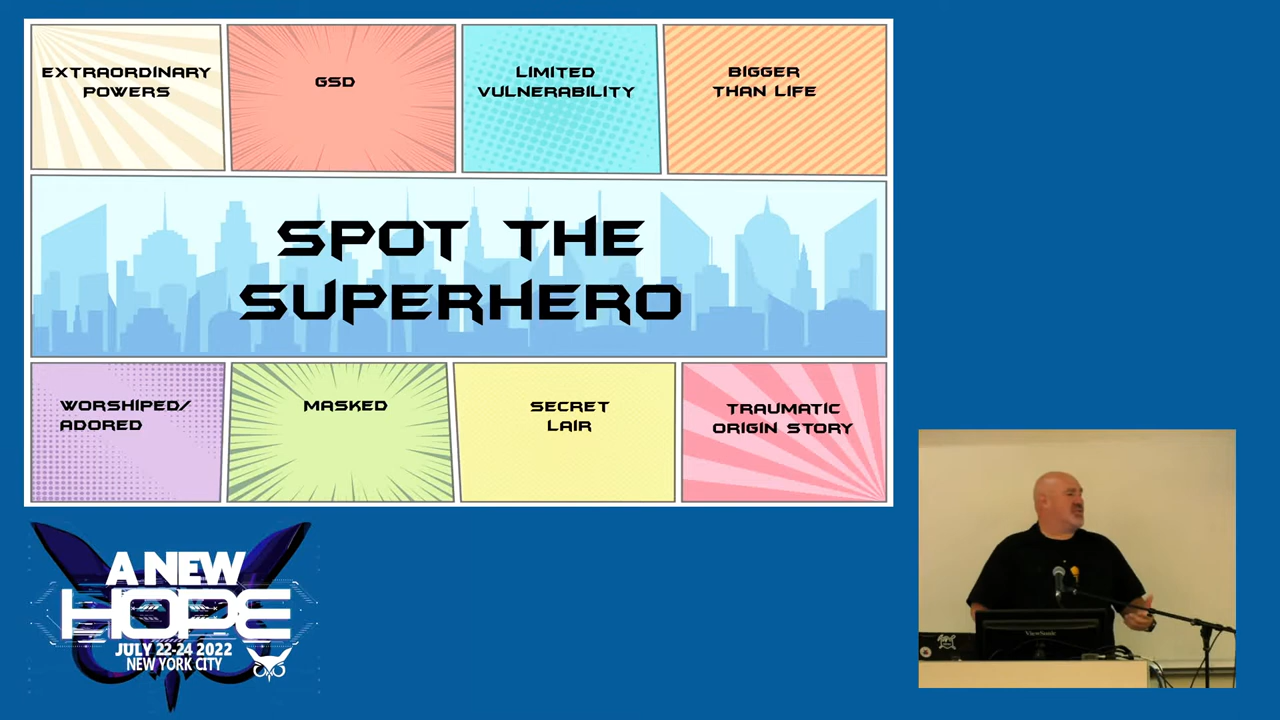 EXTRAORDINARY
POWERS
GSD
LIMITED
VULNERABILITY
BIGGER
THAN LIFE
SPOT THE
SUPERHERO
WORSHIPED/
ADORED
MASKED
SECRET
LAIR
TRAUMATIC
ORIGIN STORY
A NEW
HOPE
JULY 22-24 2022
NEW YORK CITY
ViewSonic